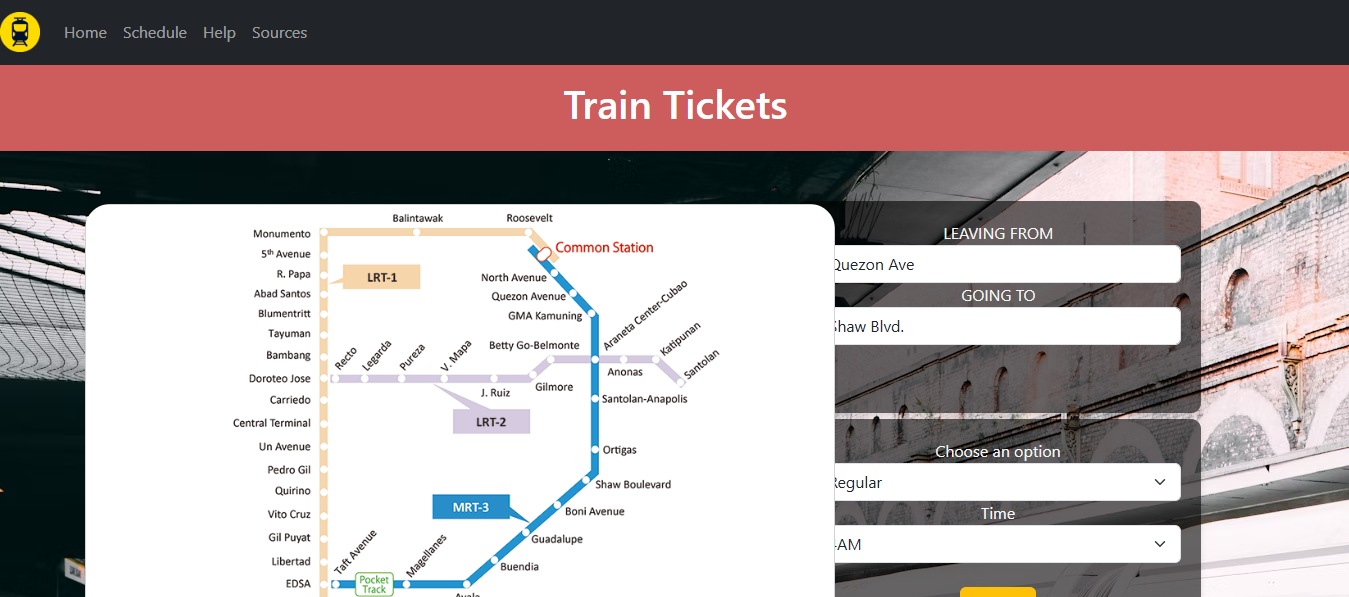 Home Schedule Help Sources
Train Tickets
Balintawak Roosevelt
Monumento
Common Station
5th Avenue
LRT-1
R. Papa
North Avenue
Abad Santos
Quezon Avenue
Blumentritt
GMA Kamuning
Tayuman
Araneta Center-Cubao
Bambang
Recto
Legarda
Pureza
V. Mapa
Betty Go-Belmonte
Katipunan
Doroteo Jose
Anonas
Santolan
J. Ruiz
Gilmore
Carriedo
Santolan-Anapolis
Central Terminal
LRT-2
Un Avenue
Ortigas
Pedro Gil
Shaw Boulevard
Quirino
MRT-3
Boni Avenue
Vito Cruz
Gil Puyat
Guadalupe
Libertad
Taft Avenue
Magellanes
Buendia
EDSA
Pocket
Track
LEAVING FROM
Quezon Ave
GOING TO
Shaw Blvd.
Choose an option
Regular
Time
AM